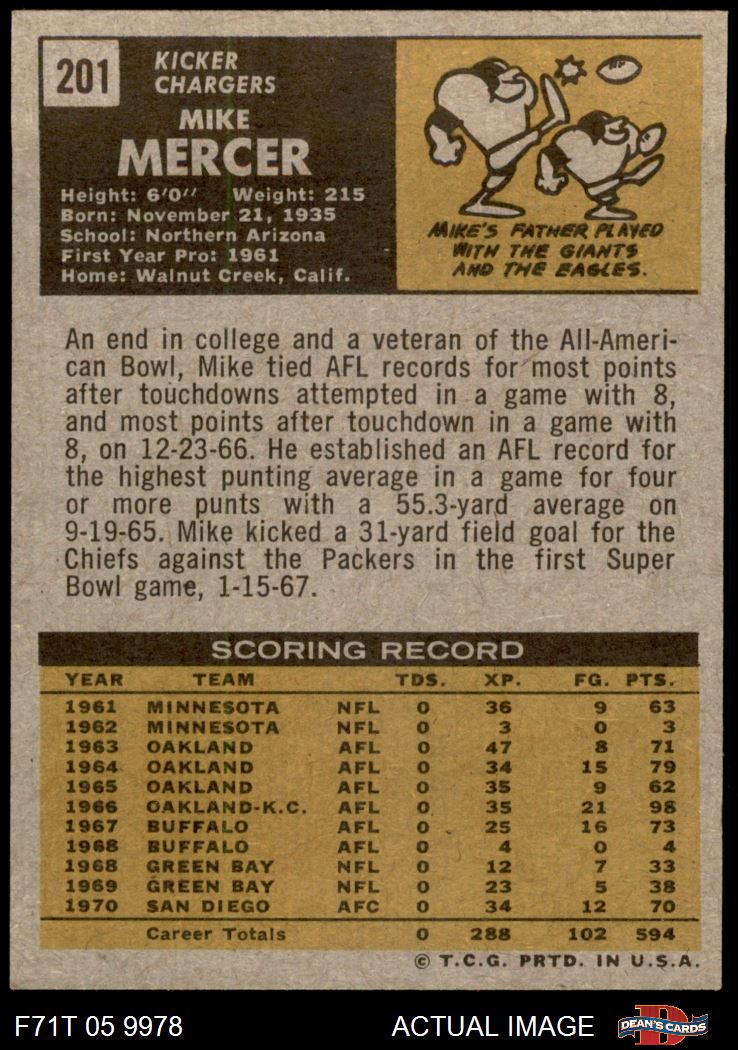 201
KICKER
CHARGERS
MIKE
MERCER
Height: 6'0" Weight: 215
Born: November 21, 1935
School: Northern Arizona
First Year Pro: 1961
Home: Walnut Creek, Calif.
MIKE'S FATHER PLAYED
WITH THE GIANTS
AND THE EAGLES.
An end in college and a veteran of the All-Ameri-
can Bowl, Mike tied AFL records for most points
after touchdowns attempted in a game with 8,
and most points after touchdown in a game with
8, on 12-23-66. He established an AFL record for
the highest punting average in a game for four
or more punts with a 55.3-yard average on
9-19-65. Mike kicked a 31-yard field goal for the
Chiefs against the Packers in the first Super
Bowl game, 1-15-67.
SCORING RECORD
YEAR TEAM TDS. XP. FG. PTS.
1961 MINNESOTA NFL 0 36 9 63
1962 MINNESOTA NFL 0 3 0 3
1963 OAKLAND AFL 0 47 8 71
1964 OAKLAND AFL 0 34 15 79
1965 OAKLAND AFL 0 35 9 62
1966 OAKLAND-K.C. AFL 0 35 21 98
1967 BUFFALO AFL 0 25 16 73
1968 BUFFALO AFL 0 4 0 4
1968 GREEN BAY NFL 0 12 7 33
1969 GREEN BAY NFL 0 23 5 38
1970 SAN DIEGO AFC 0 34 12 70
Career Totals 0 288 102 594
© T.C.G. PRTD. IN U.S.A.
F71T 05 9978 ACTUAL IMAGE D DEAN'S CARDS